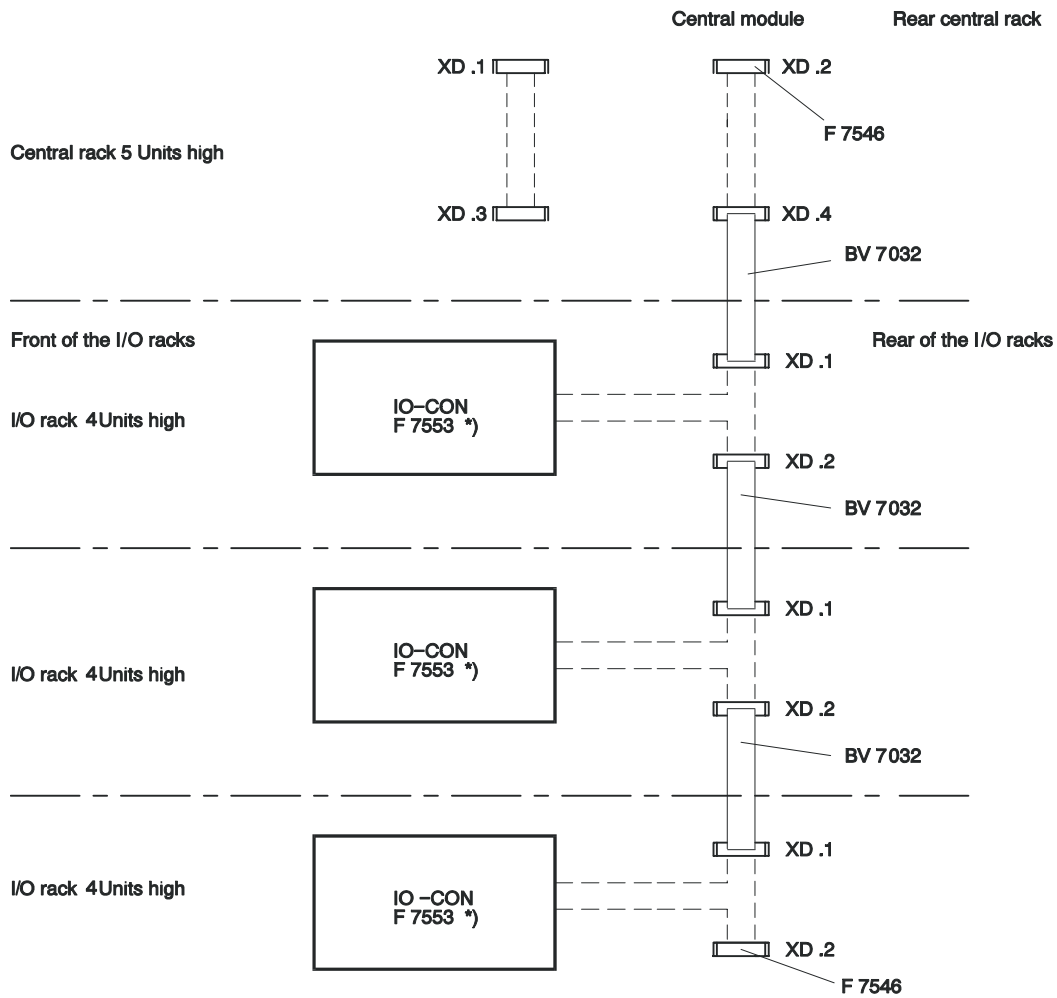 Central module Rear central rack
XD .1 XD .2
F 7546
Central rack 5 Units high
XD .3 XD .4
BV 7032
Front of the I/O racks Rear of the I/O racks
XD .1
IO-CON
I/O rack 4Units high
F 7553 *)
XD .2
BV 7032
XD .1
IO-CON
F 7553 *)
I/O rack 4Units high
XD .2
BV 7032
XD .1
I/O rack 4Units high
IO -CON
F 7553 *)
XD .2
F 7546